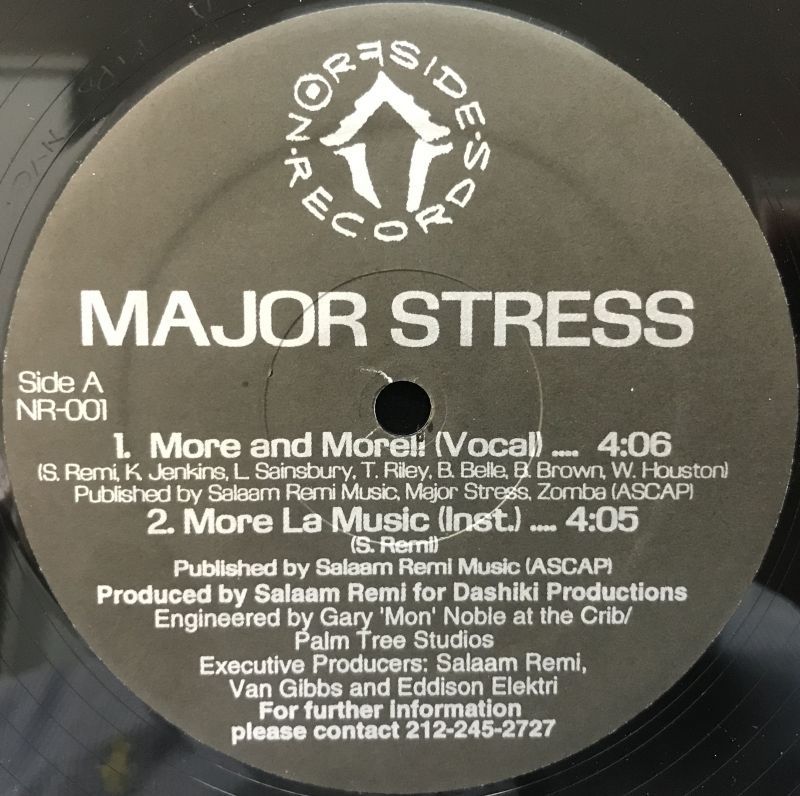 NORFSIDE RECORDS
MAJOR STRESS
Side A
NR-001
1. More and More!! (Vocal) .... 4:06
(S. Remi, K. Jenkins, L. Sainsbury, T. Riley, B. Belle, B. Brown, W. Houston)
Published by Salaam Remi Music, Major Stress, Zomba (ASCAP)
2. More La Music (Inst.) .... 4:05
(S. Remi)
Published by Salaam Remi Music (ASCAP)
Produced by Salaam Remi for Dashiki Productions
Engineered by Gary 'Mon' Noble at the Crib/
Palm Tree Studios
Executive Producers: Salaam Remi,
Van Gibbs and Eddison Elektri
For further Information
please contact 212-245-2727